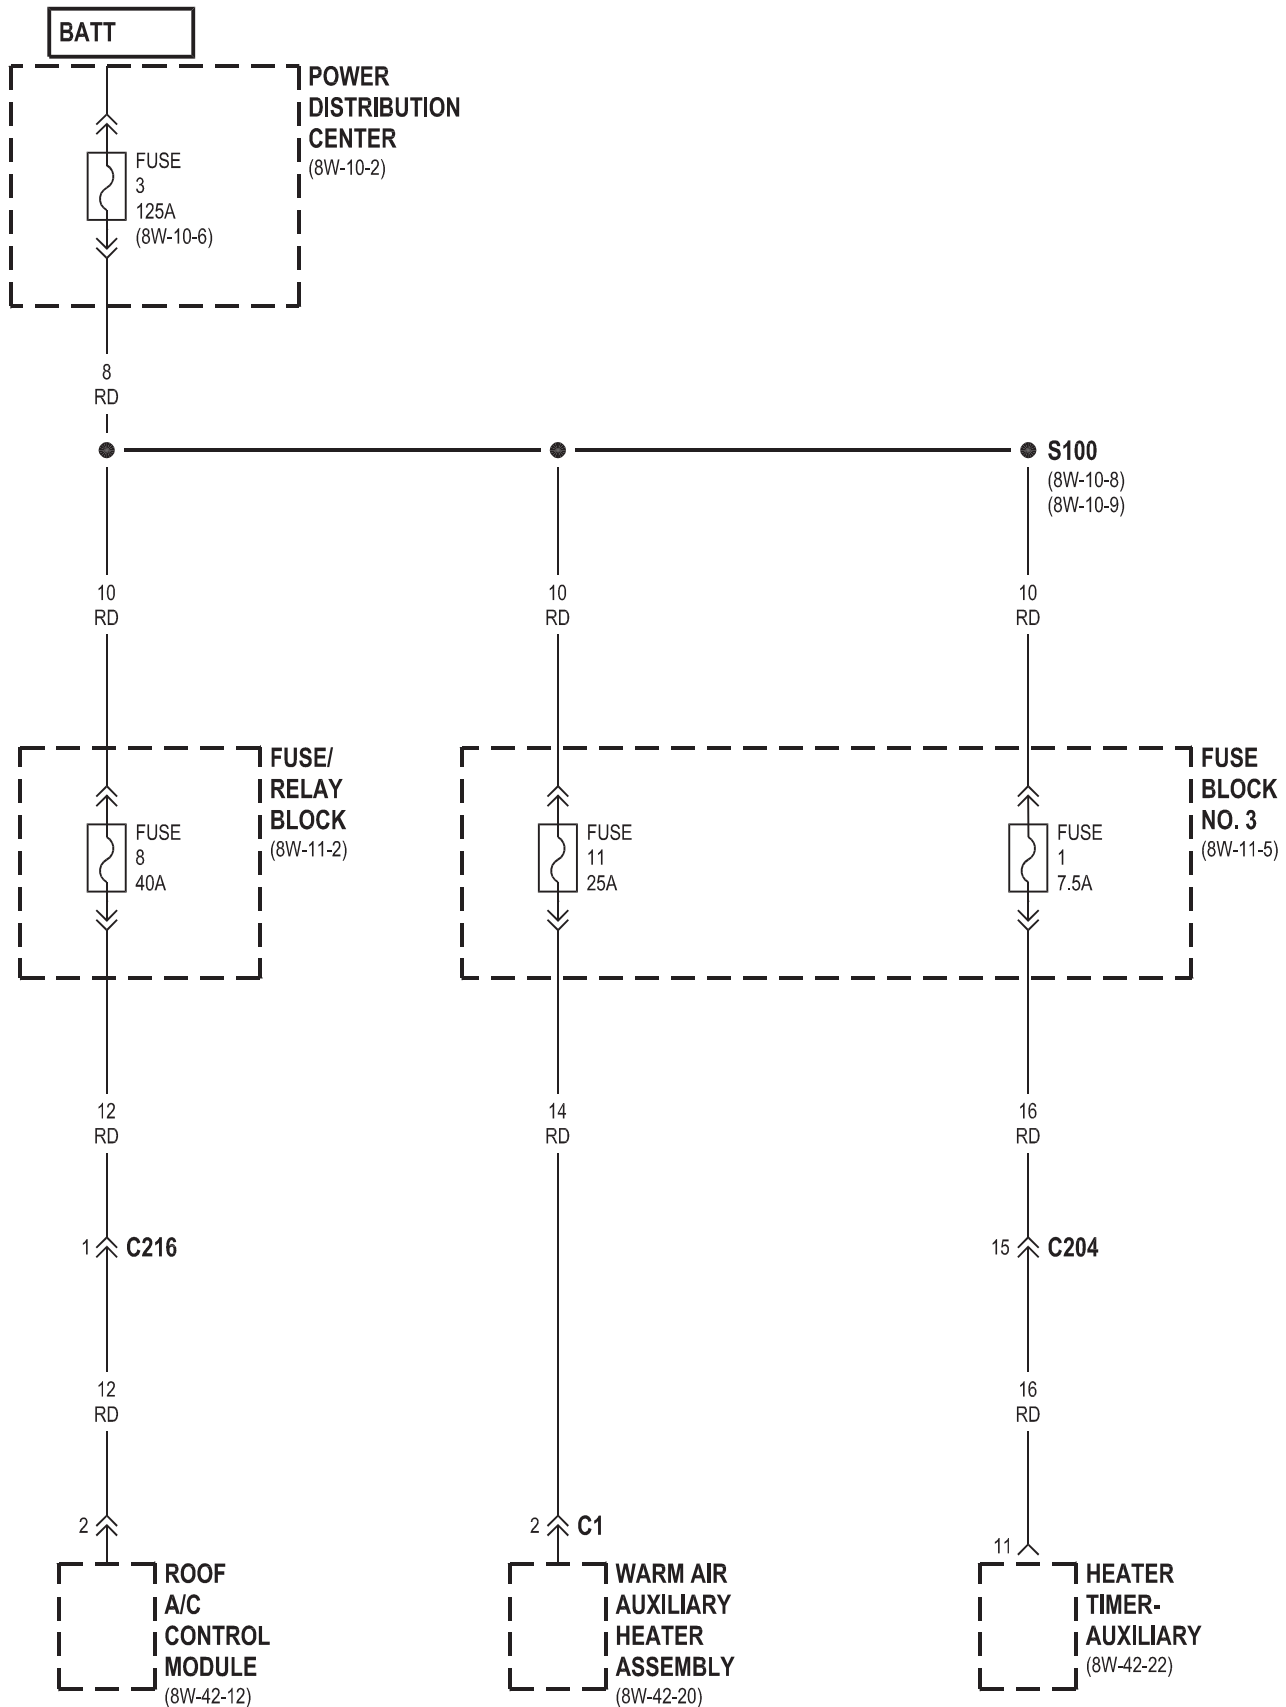 BATT
POWER
DISTRIBUTION
CENTER
(8W-10-2)
FUSE
3
125A
(8W-10-6)
8
RD
S100
(8W-10-8)
(8W-10-9)
10
RD
10
RD
10
RD
FUSE/
RELAY
BLOCK
(8W-11-2)
FUSE
8
40A
FUSE
11
25A
FUSE
1
7.5A
FUSE
BLOCK
NO. 3
(8W-11-5)
12
RD
14
RD
16
RD
1 C216
15 C204
12
RD
16
RD
2
2 C1
11
ROOF
A/C
CONTROL
MODULE
(8W-42-12)
WARM AIR
AUXILIARY
HEATER
ASSEMBLY
(8W-42-20)
HEATER
TIMER-
AUXILIARY
(8W-42-22)